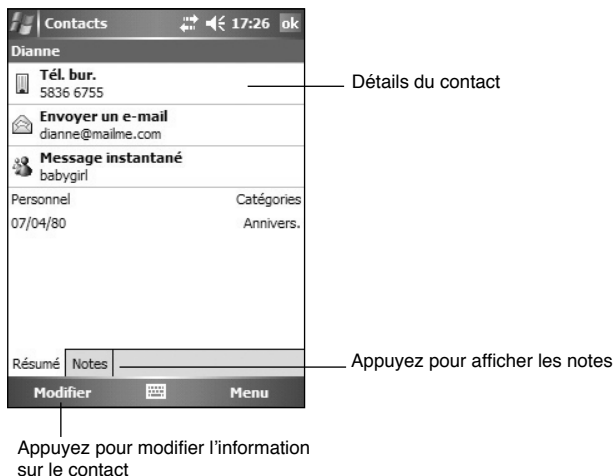 Contacts 17:26 ok
Dianne
Tél. bur.
5836 6755
Détails du contact
Envoyer un e-mail
dianne@mailme.com
Message instantané
babygirl
Personnel Catégories
07/04/80 Annivers.
Résumé Notes
Appuyez pour afficher les notes
Modifier Menu
Appuyez pour modifier l'information
sur le contact